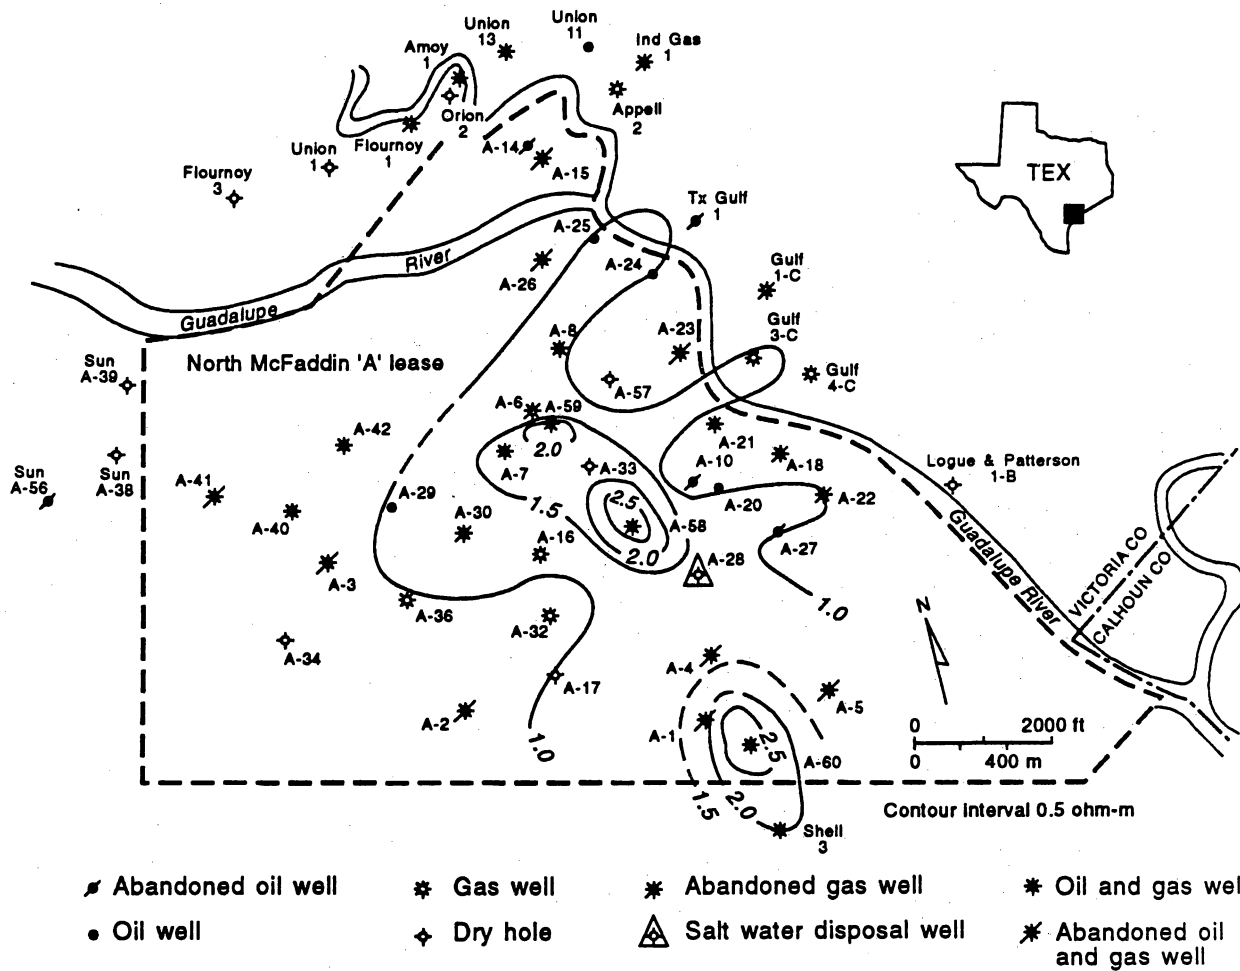 Union
11
Union
13
Ind Gas
1
Amoy
1
Appell
2
Orion
2
Flournoy
1
Union
1
Flournoy
3
A-14
A-15
TEX
Tx Gulf
1
A-25
A-24
A-26
River
Guadalupe
Gulf
1-C
Gulf
3-C
Gulf
4-C
A-8
A-23
North McFaddin 'A' lease
Sun
A-39
A-57
A-6
A-59
2.0
A-42
A-21
A-7
A-33
A-10
A-18
Logue & Patterson
1-B
Sun
A-56
Sun
A-38
A-41
A-40
A-29
A-30
1.5
2.5
A-58
A-20
A-22
A-16
2.0
A-28
A-27
Guadalupe River
VICTORIA CO
CALHOUN CO
A-3
A-36
A-32
1.0
N
A-34
A-17
A-4
A-2
A-5
1.0
A-1
2.5
A-60
0 2000 ft
0 400 m
1.5
2.0
Shell
3
Contour interval 0.5 ohm-m
Abandoned oil well
Gas well
Abandoned gas well
Oil and gas wel
Oil well
Dry hole
Salt water disposal well
Abandoned oil
and gas well